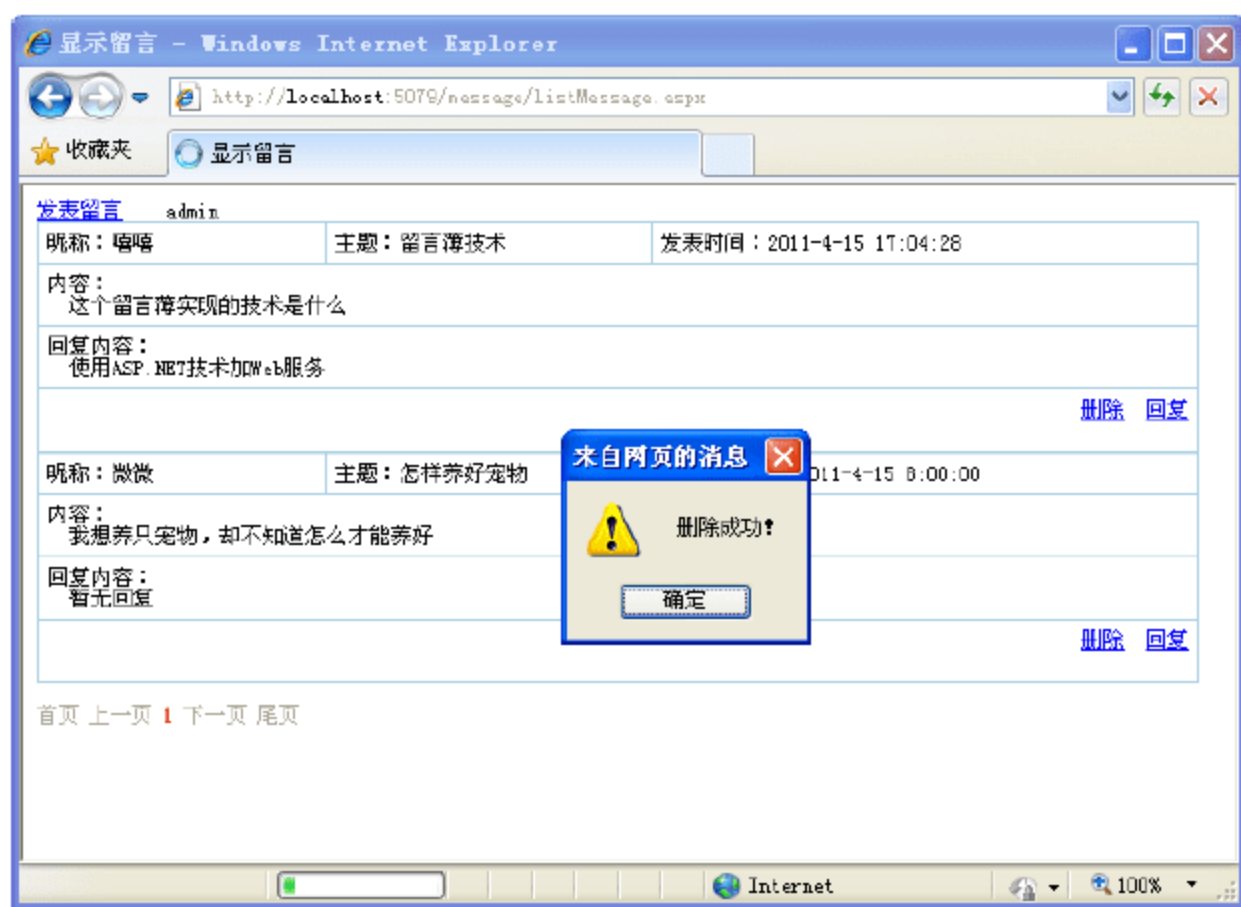 显示留言 - Windows Internet Explorer
http://localhost:5079/message/listMessage.aspx
收藏夹 显示留言
发表留言 admin
昵称：嘻嘻 主题：留言薄技术 发表时间：2011-4-15 17:04:28
内容：
这个留言薄实现的技术是什么
回复内容：
使用ASP.NET技术加Web服务
删除 回复
来自网页的消息
昵称：微微 主题：怎样养好宠物 011-4-15 8:00:00
内容：
我想养只宠物，却不知道怎么才能养好
删除成功！
回复内容：
暂无回复
确定
删除 回复
首页 上一页 1 下一页 尾页
Internet 100%